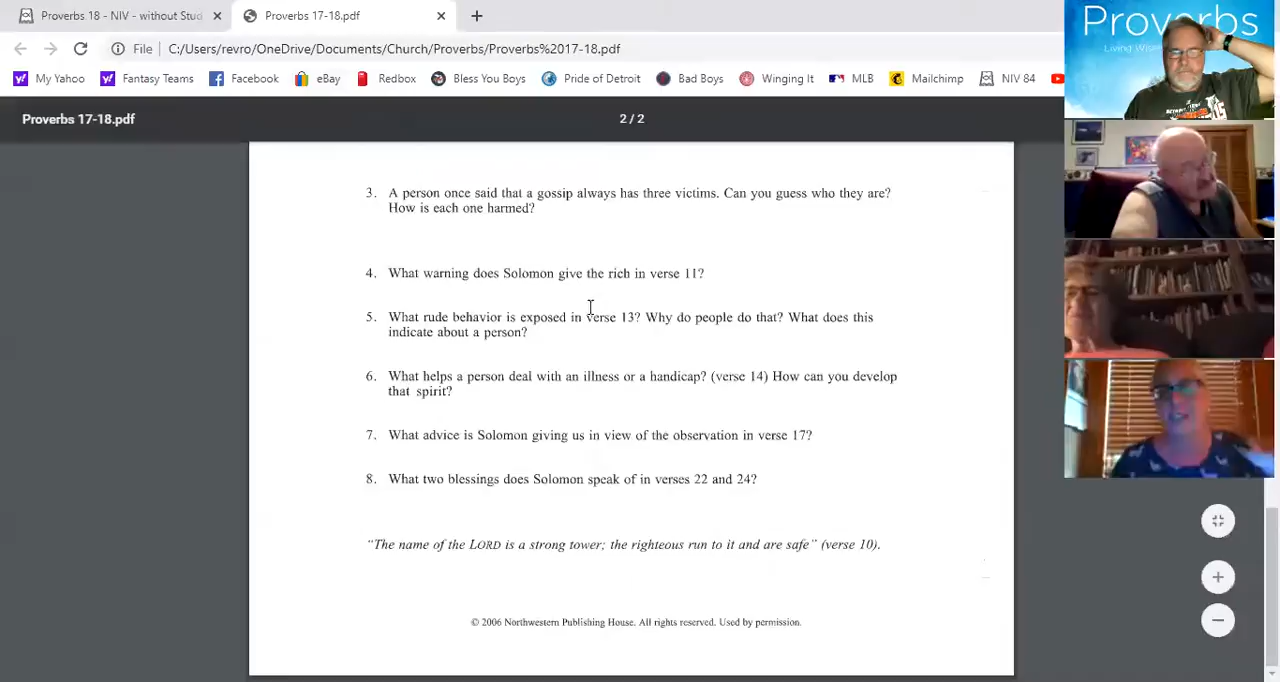 Proverbs 18 - NIV - without Stud
Proverbs 17-18.pdf
File
C:/Users/revro/OneDrive/Documents/Church/Proverbs/Proverbs%2017-18.pdf
My Yahoo
Fantasy Teams
Facebook
eBay
Redbox
Bless You Boys
Pride of Detroit
Bad Boys
Winging It
MLB
Mailchimp
NIV 84
Proverbs 17-18.pdf
2 / 2
3. A person once said that a gossip always has three victims. Can you guess who they are?
How is each one harmed?
4. What warning does Solomon give the rich in verse 11?
5. What rude behavior is exposed in verse 13? Why do people do that? What does this
indicate about a person?
6. What helps a person deal with an illness or a handicap? (verse 14) How can you develop
that spirit?
7. What advice is Solomon giving us in view of the observation in verse 17?
8. What two blessings does Solomon speak of in verses 22 and 24?
“The name of the LORD is a strong tower; the righteous run to it and are safe” (verse 10).
© 2006 Northwestern Publishing House. All rights reserved. Used by permission.
Proverbs
Living